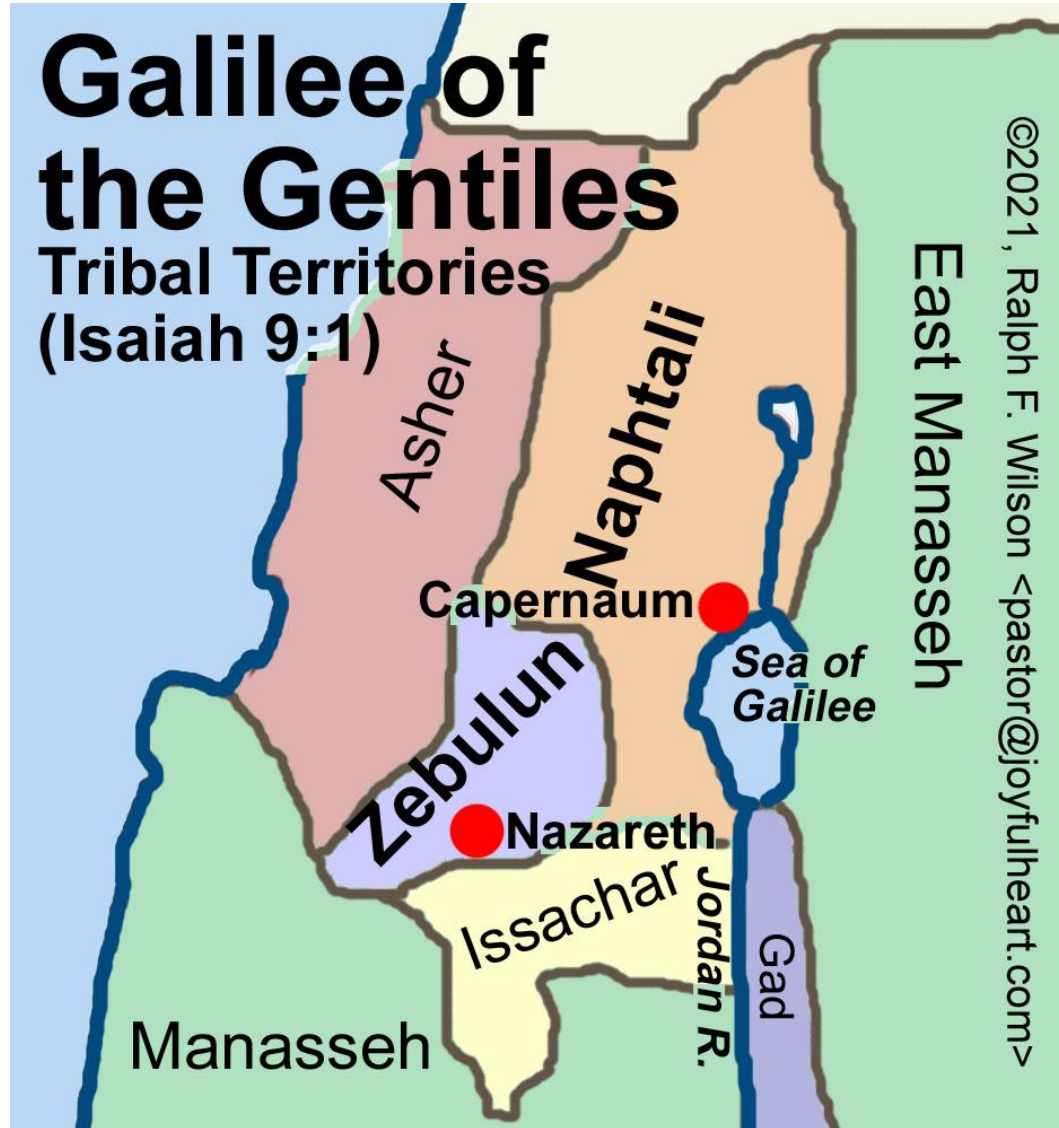 Galilee of
the Gentiles
Tribal Territories
(Isaiah 9:1)
Asher
Naphtali
East Manasseh
©2021, Ralph F. Wilson <pastor@joyfulheart.com>
Capernaum
Sea of
Galilee
Zebulun
Nazareth
Issachar
Jordan R.
Gad
Manasseh